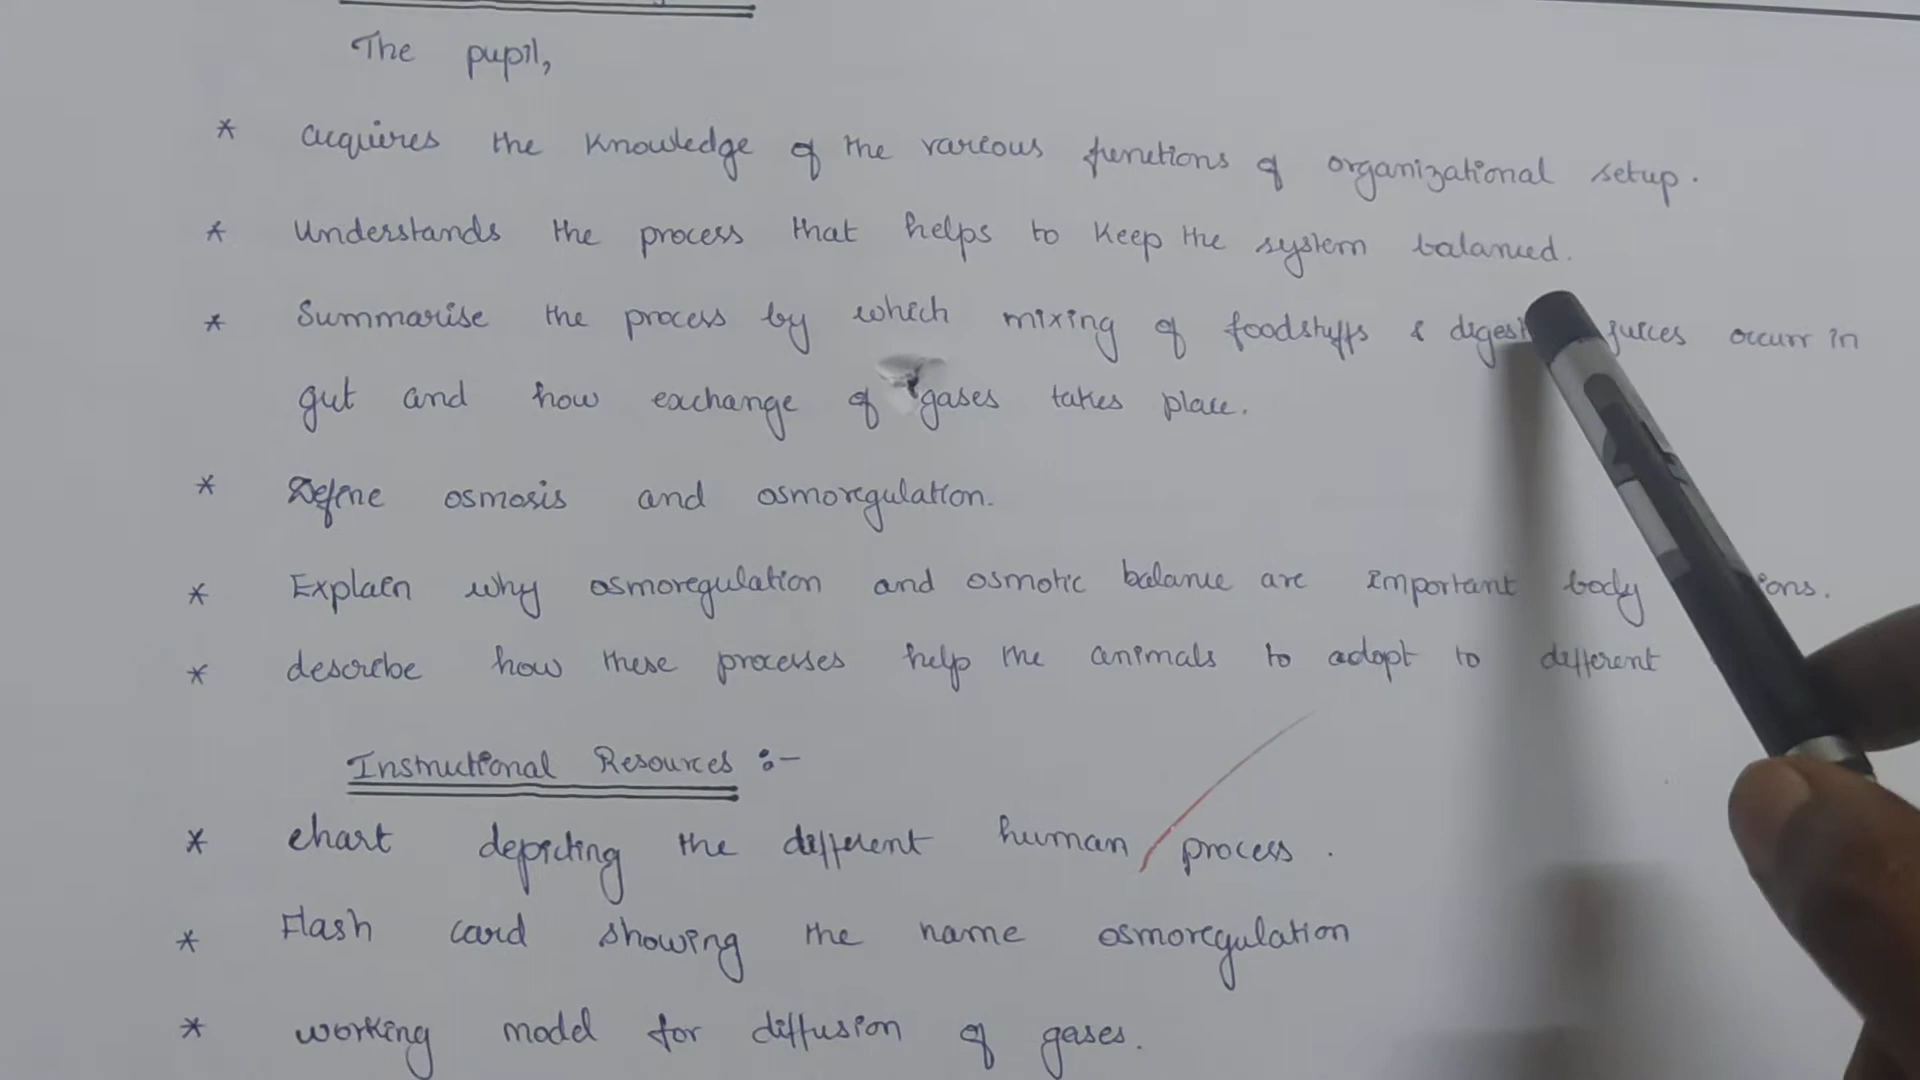 The pupil,
* acquires the knowledge of the various functions of organizational setup.
* Understands the process that helps to keep the system balanced.
* Summarise the process by which mixing of foodstuffs & juices occurr in
gut and how exchange of gases takes place.
* Define osmosis and osmoregulation.
* Explain why osmoregulation and osmotic balance are important body
* describe how these processes help the animals to adopt to different
Instructional Resources :-
* chart depicting the different human process.
* Flash card showing the name osmoregulation
* working model for diffusion of gases.